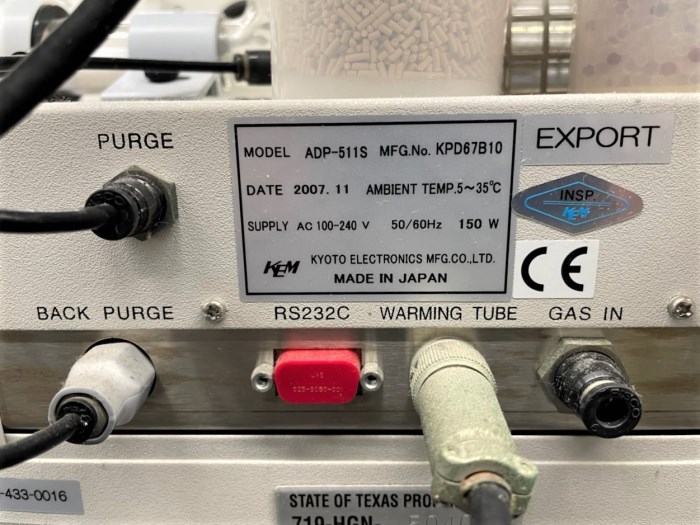 PURGE
MODEL ADP-511S MFG.No. KPD67B10
DATE 2007.11 AMBIENT TEMP.5~35℃
SUPPLY AC 100-240 V 50/60Hz 150 W
KEM KYOTO ELECTRONICS MFG.CO.,LTD.
MADE IN JAPAN
EXPORT
INSP.
KEM
CE
BACK PURGE
RS232C
WARMING TUBE
GAS IN
-433-0016
STATE OF TEXAS